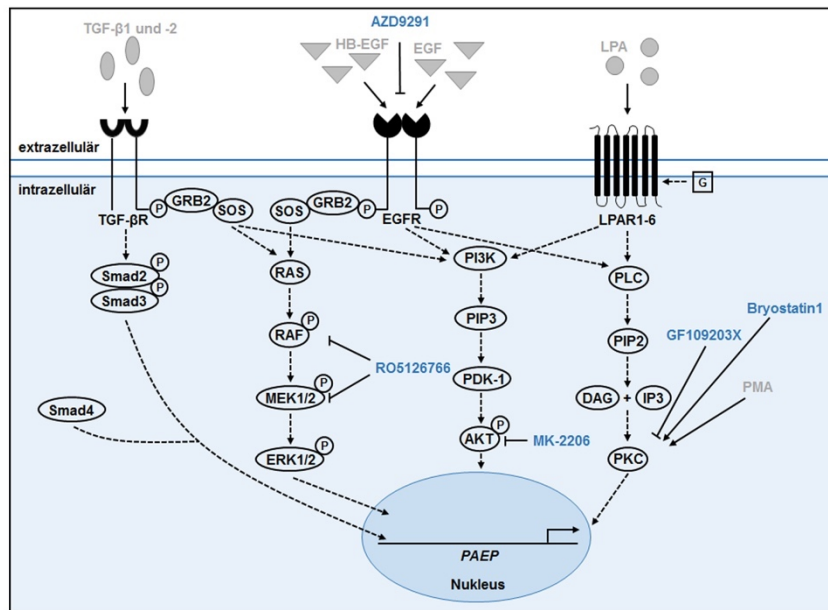 AZD9291
TGF-β1 und -2
HB-EGF
EGF
LPA
extrazellulär
intrazellulär
G
P
GRB2
SOS
SOS
GRB2
P
P
TGF-βR
EGFR
LPAR1-6
Smad2
P
Smad3
P
RAS
PI3K
PLC
Bryostatin1
RAF
P
PIP3
PIP2
GF109203X
RO5126766
PDK-1
PMA
MEK1/2
P
DAG
+
IP3
Smad4
AKT
P
MK-2206
ERK1/2
P
PKC
PAEP
Nukleus